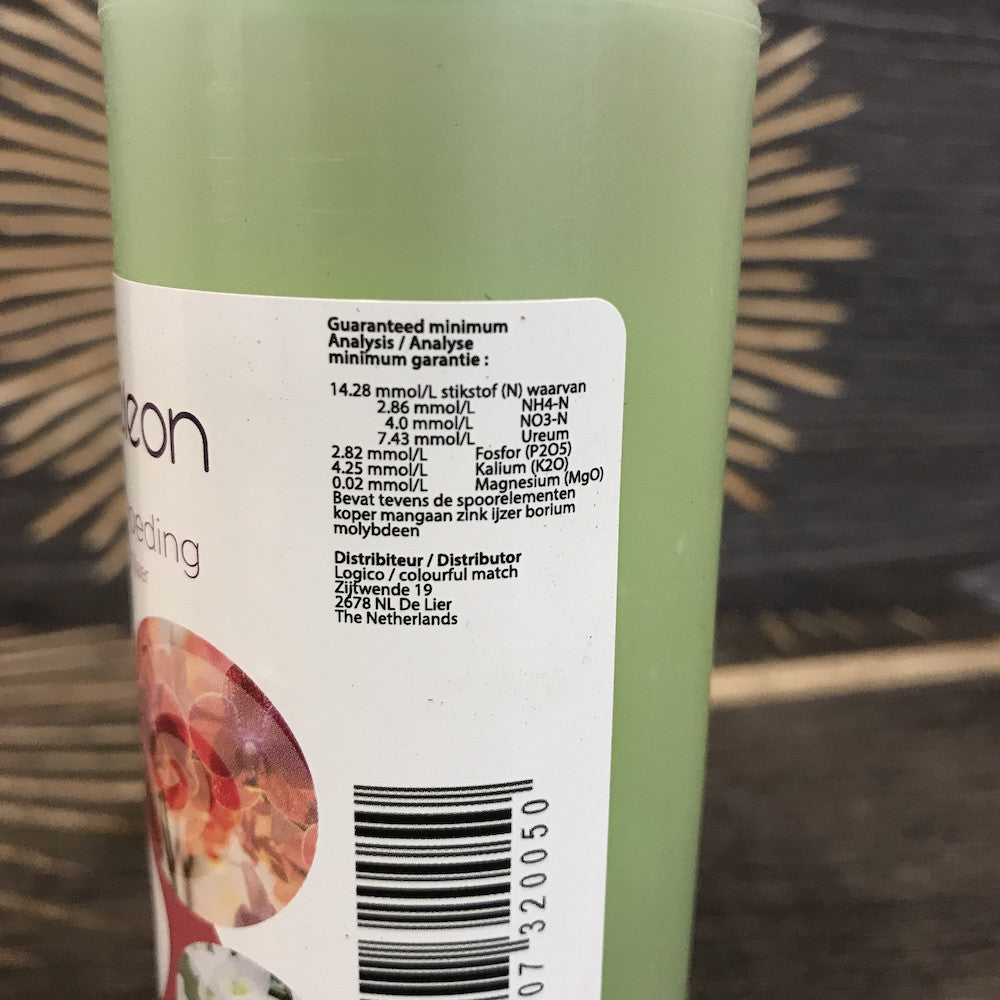 Guaranteed minimum
Analysis / Analyse
minimum garantie :
14.28 mmol/L stikstof (N) waarvan
2.86 mmol/L NH4-N
4.0 mmol/L NO3-N
7.43 mmol/L Ureum
2.82 mmol/L Fosfor (P2O5)
4.25 mmol/L Kalium (K2O)
0.02 mmol/L Magnesium (MgO)
Bevat tevens de spoorelementen
koper mangaan zink ijzer borium
molybdeen
Distribiteur / Distributor
Logico / colourful match
Zijtwende 19
2678 NL De Lier
The Netherlands
07 320050